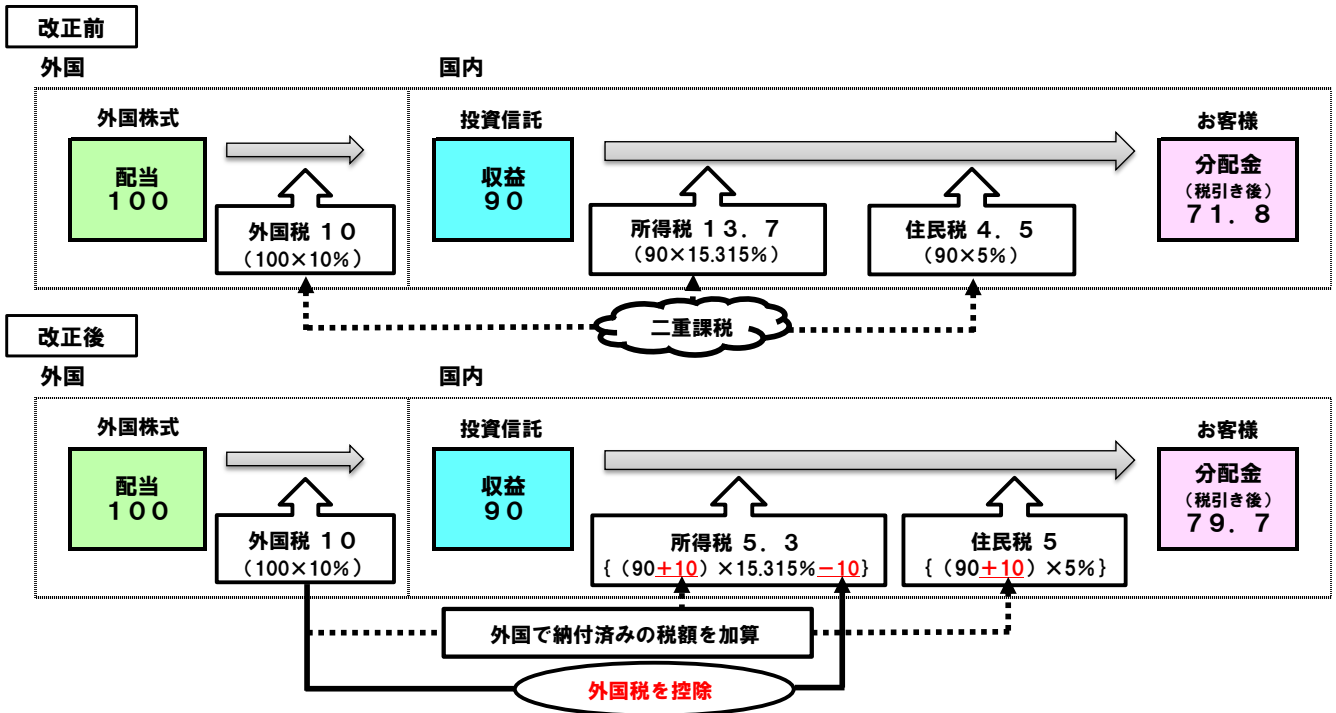 改正前
外国
国内
外国株式
投資信託
お客様
配当
１００
収益
９０
分配金
（税引き後）
７１．８
外国税 １０
（100×10％）
所得税 １３．７
（90×15.315％）
住民税 ４．５
（90×5％）
二重課税
改正後
外国
国内
外国株式
投資信託
お客様
配当
１００
収益
９０
分配金
（税引き後）
７９．７
外国税 １０
（100×10％）
所得税 ５．３
｛（90＋10）×15.315％－10｝
住民税 ５
｛（90＋10）×5％｝
外国で納付済みの税額を加算
外国税を控除